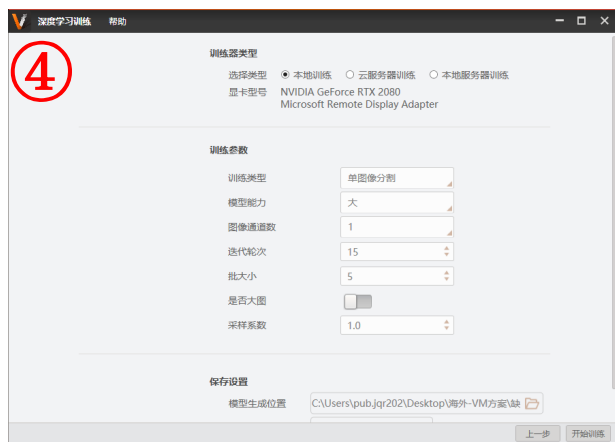 深度学习训练 帮助
④
训练器类型
选择类型 本地训练 云服务器训练 本地服务器训练
显卡型号 NVIDIA GeForce RTX 2080
Microsoft Remote Display Adapter
训练参数
训练类型 单图像分割
模型能力 大
图像通道数 1
迭代轮次 15
批大小 5
是否大图
采样系数 1.0
保存设置
模型生成位置 C:\Users\pub.jqr202\Desktop\海外-VM方案\缺
上一步 开始训练